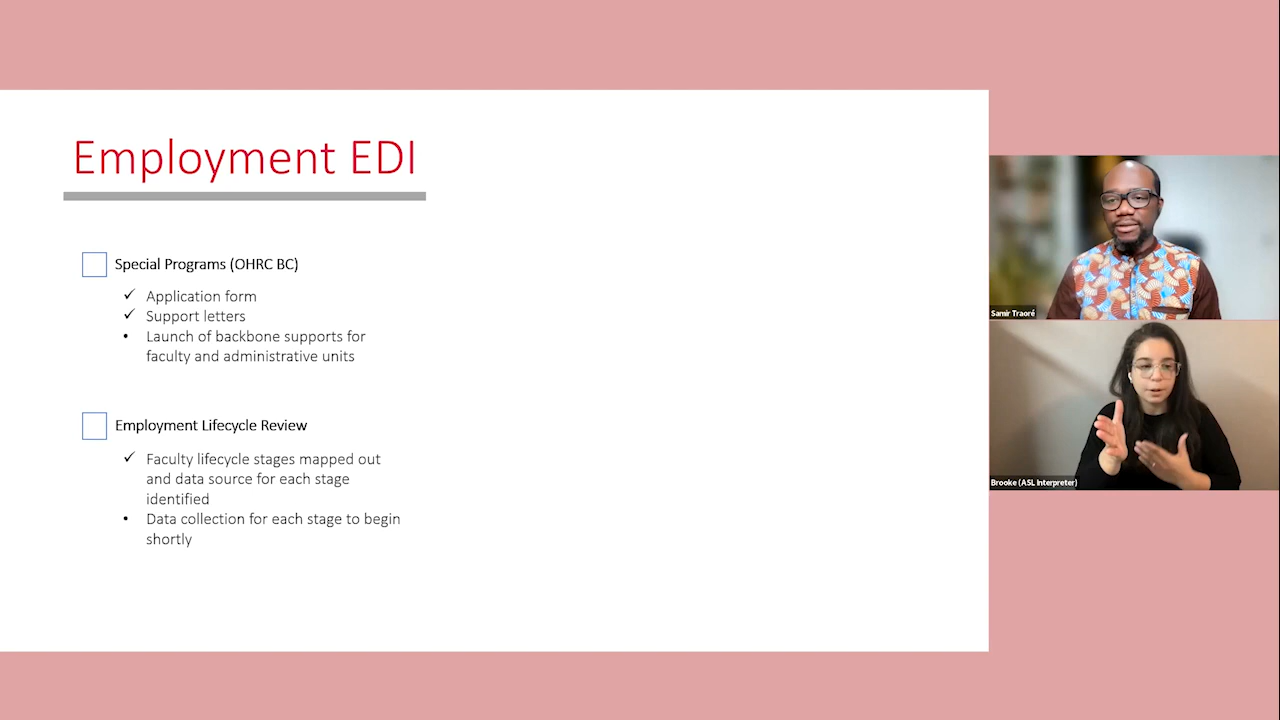 Employment EDI
Special Programs (OHRC BC)
✓ Application form
✓ Support letters
• Launch of backbone supports for
faculty and administrative units
Employment Lifecycle Review
✓ Faculty lifecycle stages mapped out
and data source for each stage
identified
• Data collection for each stage to begin
shortly
Samir Traoré
Brooke (ASL Interpreter)